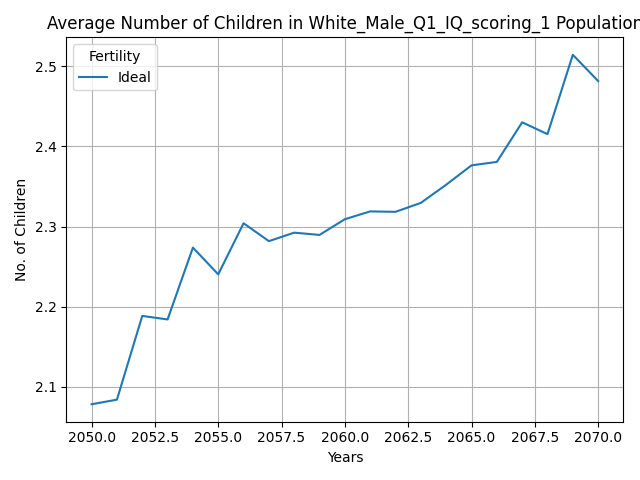 Average Number of Children in White_Male_Q1_IQ_scoring_1 Population
Fertility
Ideal
No. of Children
2.5
2.4
2.3
2.2
2.1
2050.0 2052.5 2055.0 2057.5 2060.0 2062.5 2065.0 2067.5 2070.0
Years